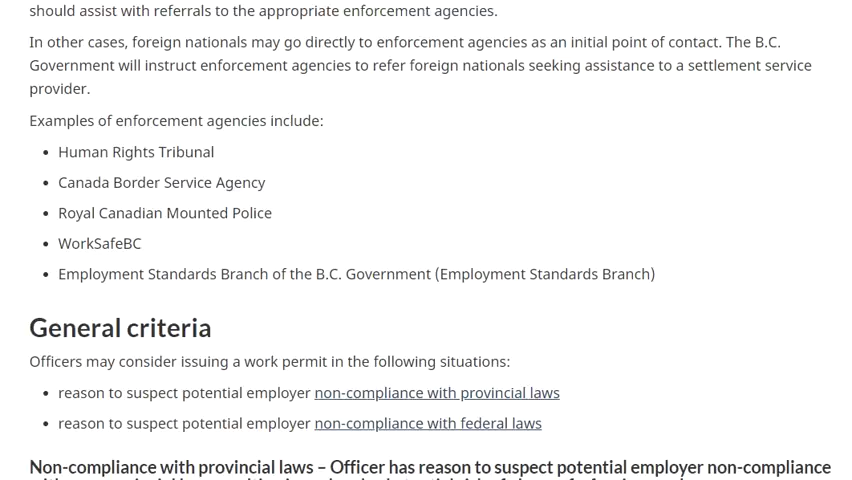 should assist with referrals to the appropriate enforcement agencies.
In other cases, foreign nationals may go directly to enforcement agencies as an initial point of contact. The B.C.
Government will instruct enforcement agencies to refer foreign nationals seeking assistance to a settlement service
provider.
Examples of enforcement agencies include:
• Human Rights Tribunal
• Canada Border Service Agency
• Royal Canadian Mounted Police
• WorkSafeBC
• Employment Standards Branch of the B.C. Government (Employment Standards Branch)
General criteria
Officers may consider issuing a work permit in the following situations:
• reason to suspect potential employer non-compliance with provincial laws
• reason to suspect potential employer non-compliance with federal laws
Non-compliance with provincial laws – Officer has reason to suspect potential employer non-compliance